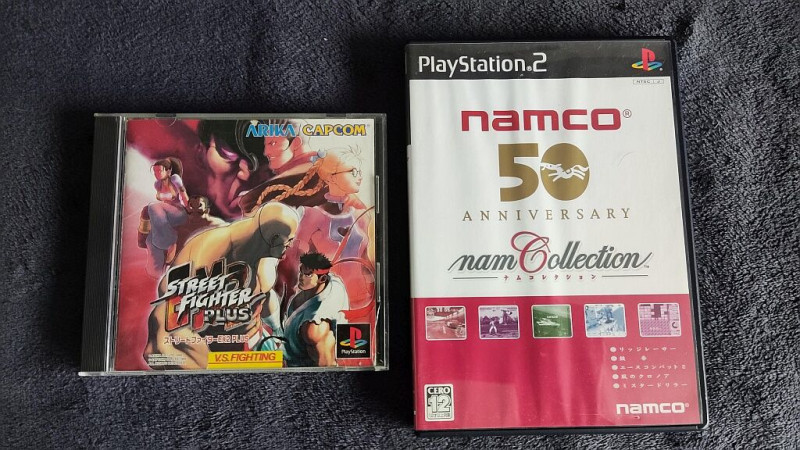 ARIKA CAPCOM
STREET
FIGHTER
EX2
PLUS
ストリートファイターEX2 PLUS
V.S. FIGHTING
PlayStation
PlayStation.2
NTSC J
namco®
50
ANNIVERSARY
namCollection™
ナムコレクション
●リッジレーサー
●鉄拳
●エースコンバット2
●風のクロノア
●ミスタードリラー
CERO
12
namco®